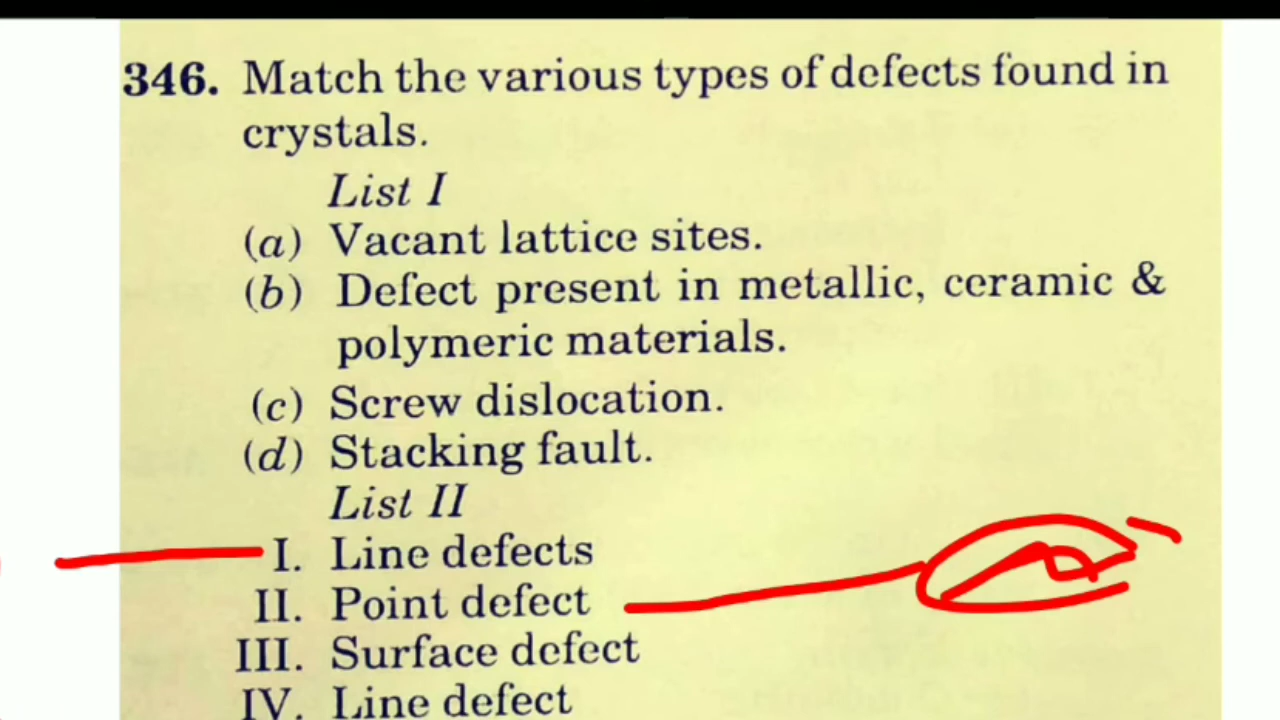 346. Match the various types of defects found in
crystals.
List I
(a) Vacant lattice sites.
(b) Defect present in metallic, ceramic &
polymeric materials.
(c) Screw dislocation.
(d) Stacking fault.
List II
I. Line defects
II. Point defect
III. Surface defect
IV. Line defect